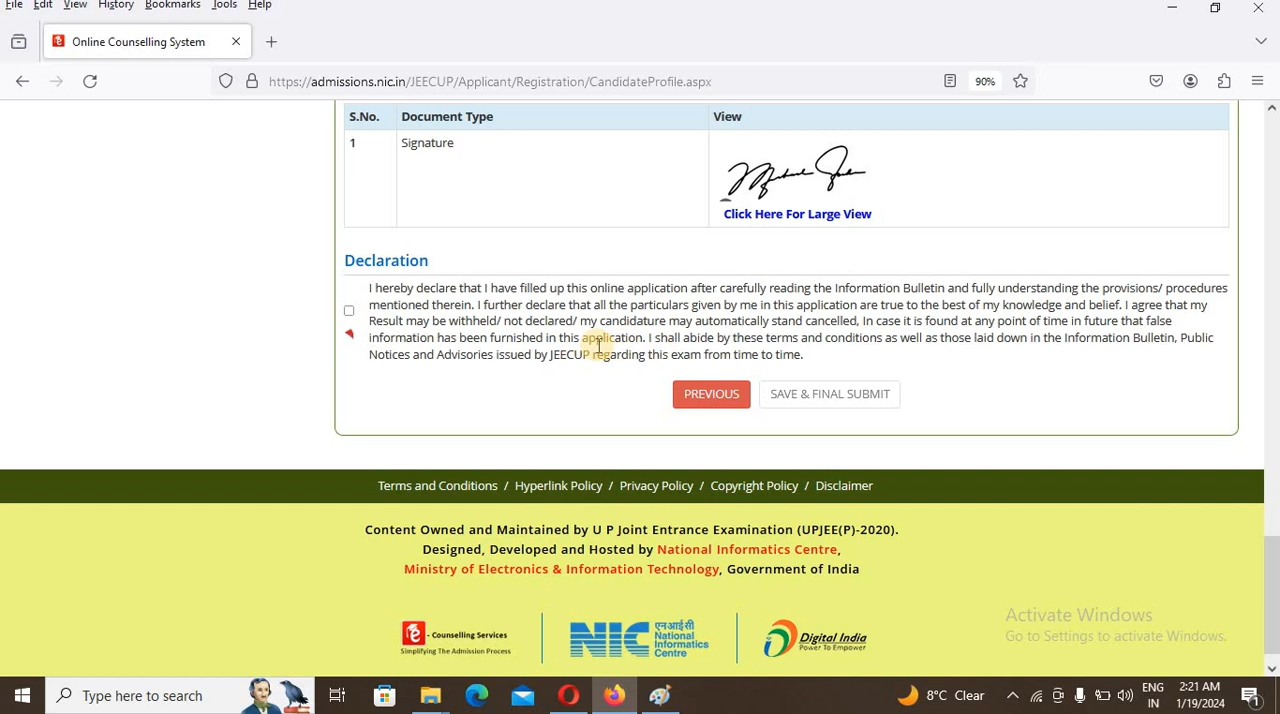 File Edit View History Bookmarks Tools Help
Online Counselling System
https://admissions.nic.in/JEECUP/Applicant/Registration/CandidateProfile.aspx 90%
S.No. Document Type View
1 Signature
Click Here For Large View
Declaration
I hereby declare that I have filled up this online application after carefully reading the Information Bulletin and fully understanding the provisions/ procedures
mentioned therein. I further declare that all the particulars given by me in this application are true to the best of my knowledge and belief. I agree that my
Result may be withheld/ not declared/ my candidature may automatically stand cancelled, In case it is found at any point of time in future that false
information has been furnished in this application. I shall abide by these terms and conditions as well as those laid down in the Information Bulletin, Public
Notices and Advisories issued by JEECUP regarding this exam from time to time.
PREVIOUS SAVE & FINAL SUBMIT
Terms and Conditions / Hyperlink Policy / Privacy Policy / Copyright Policy / Disclaimer
Content Owned and Maintained by U P Joint Entrance Examination (UPJEE(P)-2020).
Designed, Developed and Hosted by National Informatics Centre,
Ministry of Electronics & Information Technology, Government of India
e - Counselling Services
Simplifying The Admission Process
NIC एनआईसी
National
Informatics
Centre
Digital India
Power To Empower
Activate Windows
Go to Settings to activate Windows.
Type here to search
8°C Clear
ENG
IN
2:21 AM
1/19/2024
1